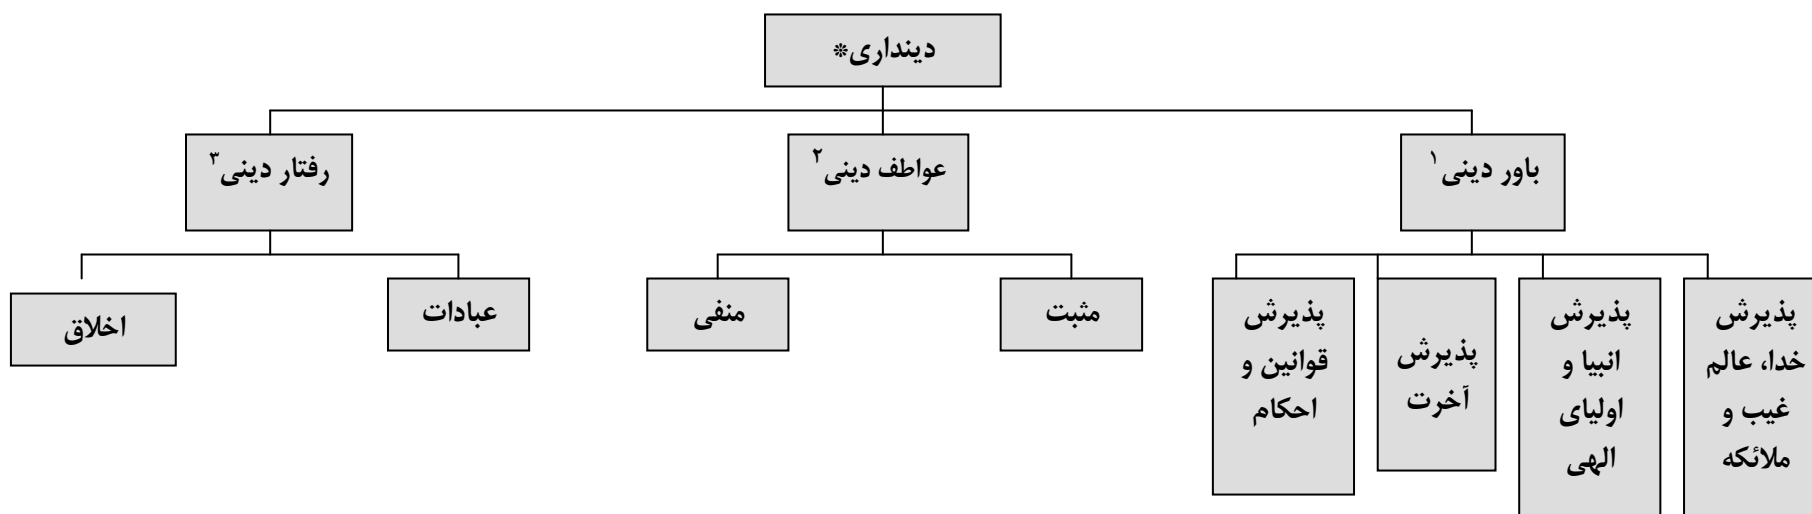 دینداری*
باور دینی۱
عواطف دینی۲
رفتار دینی۳
پذیرش
خدا، عالم
غیب و
ملائکه
پذیرش
انبیا و
اولیای
الهی
پذیرش
آخرت
پذیرش
قوانین و
احکام
مثبت
منفی
عبادات
اخلاق